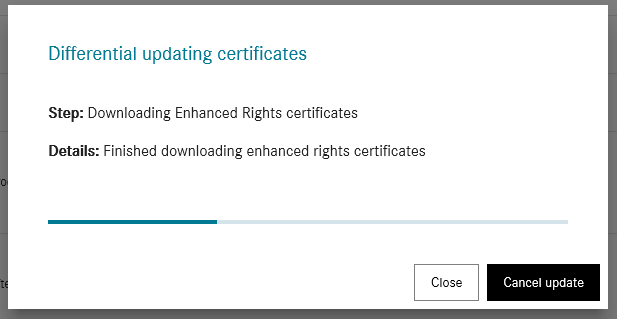 Differential updating certificates
Step: Downloading Enhanced Rights certificates
Details: Finished downloading enhanced rights certificates
Close
Cancel update